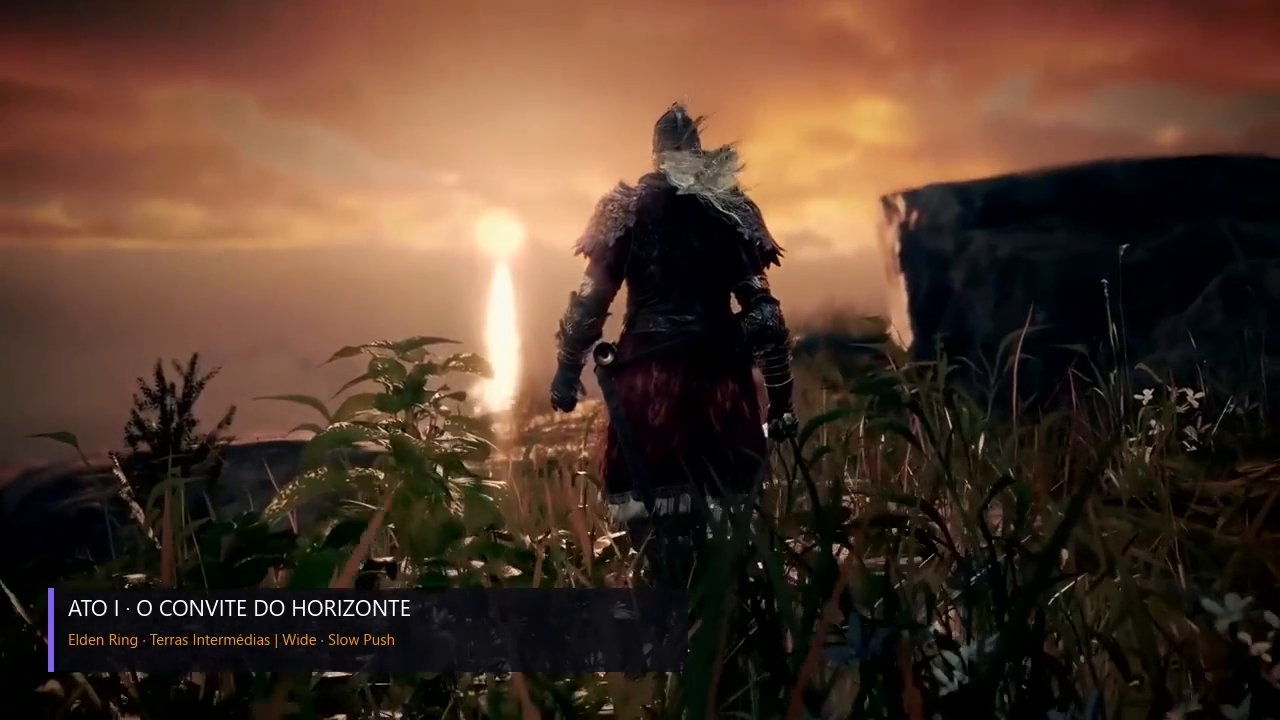 ATO I · O CONVITE DO HORIZONTE
Elden Ring · Terras Intermédias | Wide · Slow Push